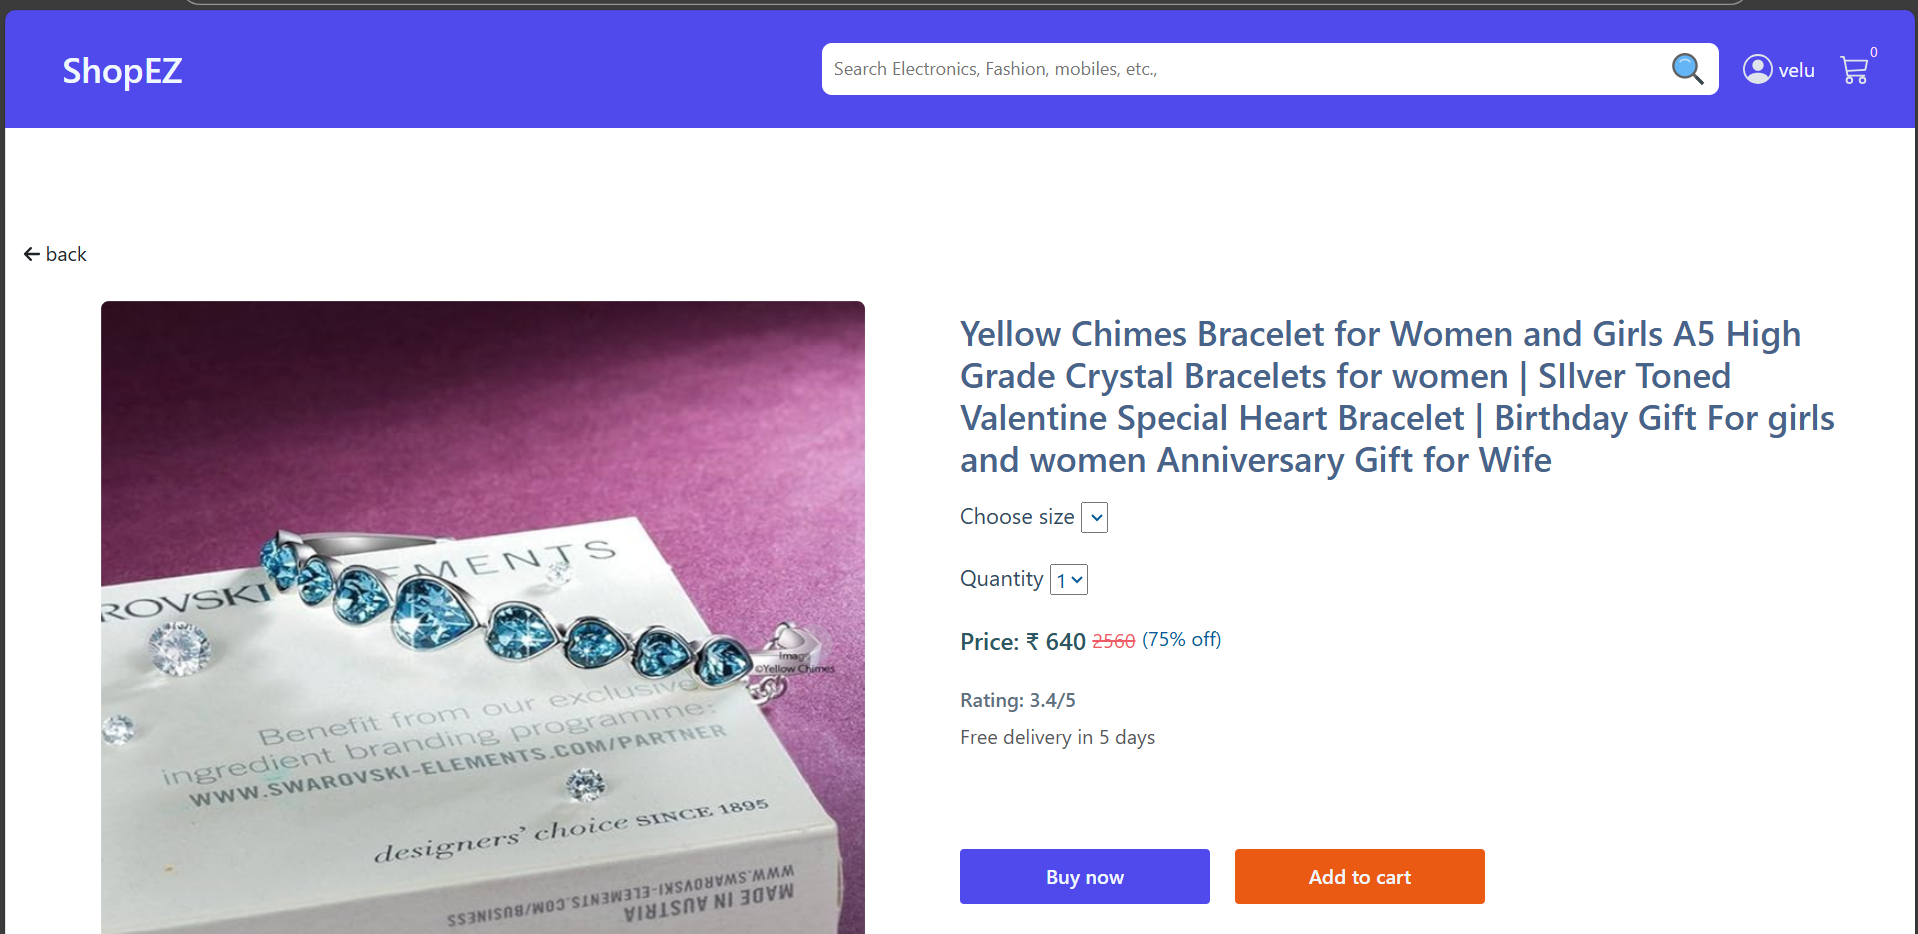 ShopEZ
Search Electronics, Fashion, mobiles, etc.,
velu
0
back
Yellow Chimes Bracelet for Women and Girls A5 High
Grade Crystal Bracelets for women | SIlver Toned
Valentine Special Heart Bracelet | Birthday Gift For girls
and women Anniversary Gift for Wife
Choose size
Quantity 1
Price: ₹ 640 2560 (75% off)
Rating: 3.4/5
Free delivery in 5 days
Buy now
Add to cart
ROVSKI EMENTS
Image
©Yellow Chimes
Benefit from our exclusive
ingredient branding programme:
WWW.SWAROVSKI-ELEMENTS.COM/PARTNER
designers' choice SINCE 1895
WWW.SWAROVSKI-ELEMENTS.COM/BUSINESS
MADE IN AUSTRIA